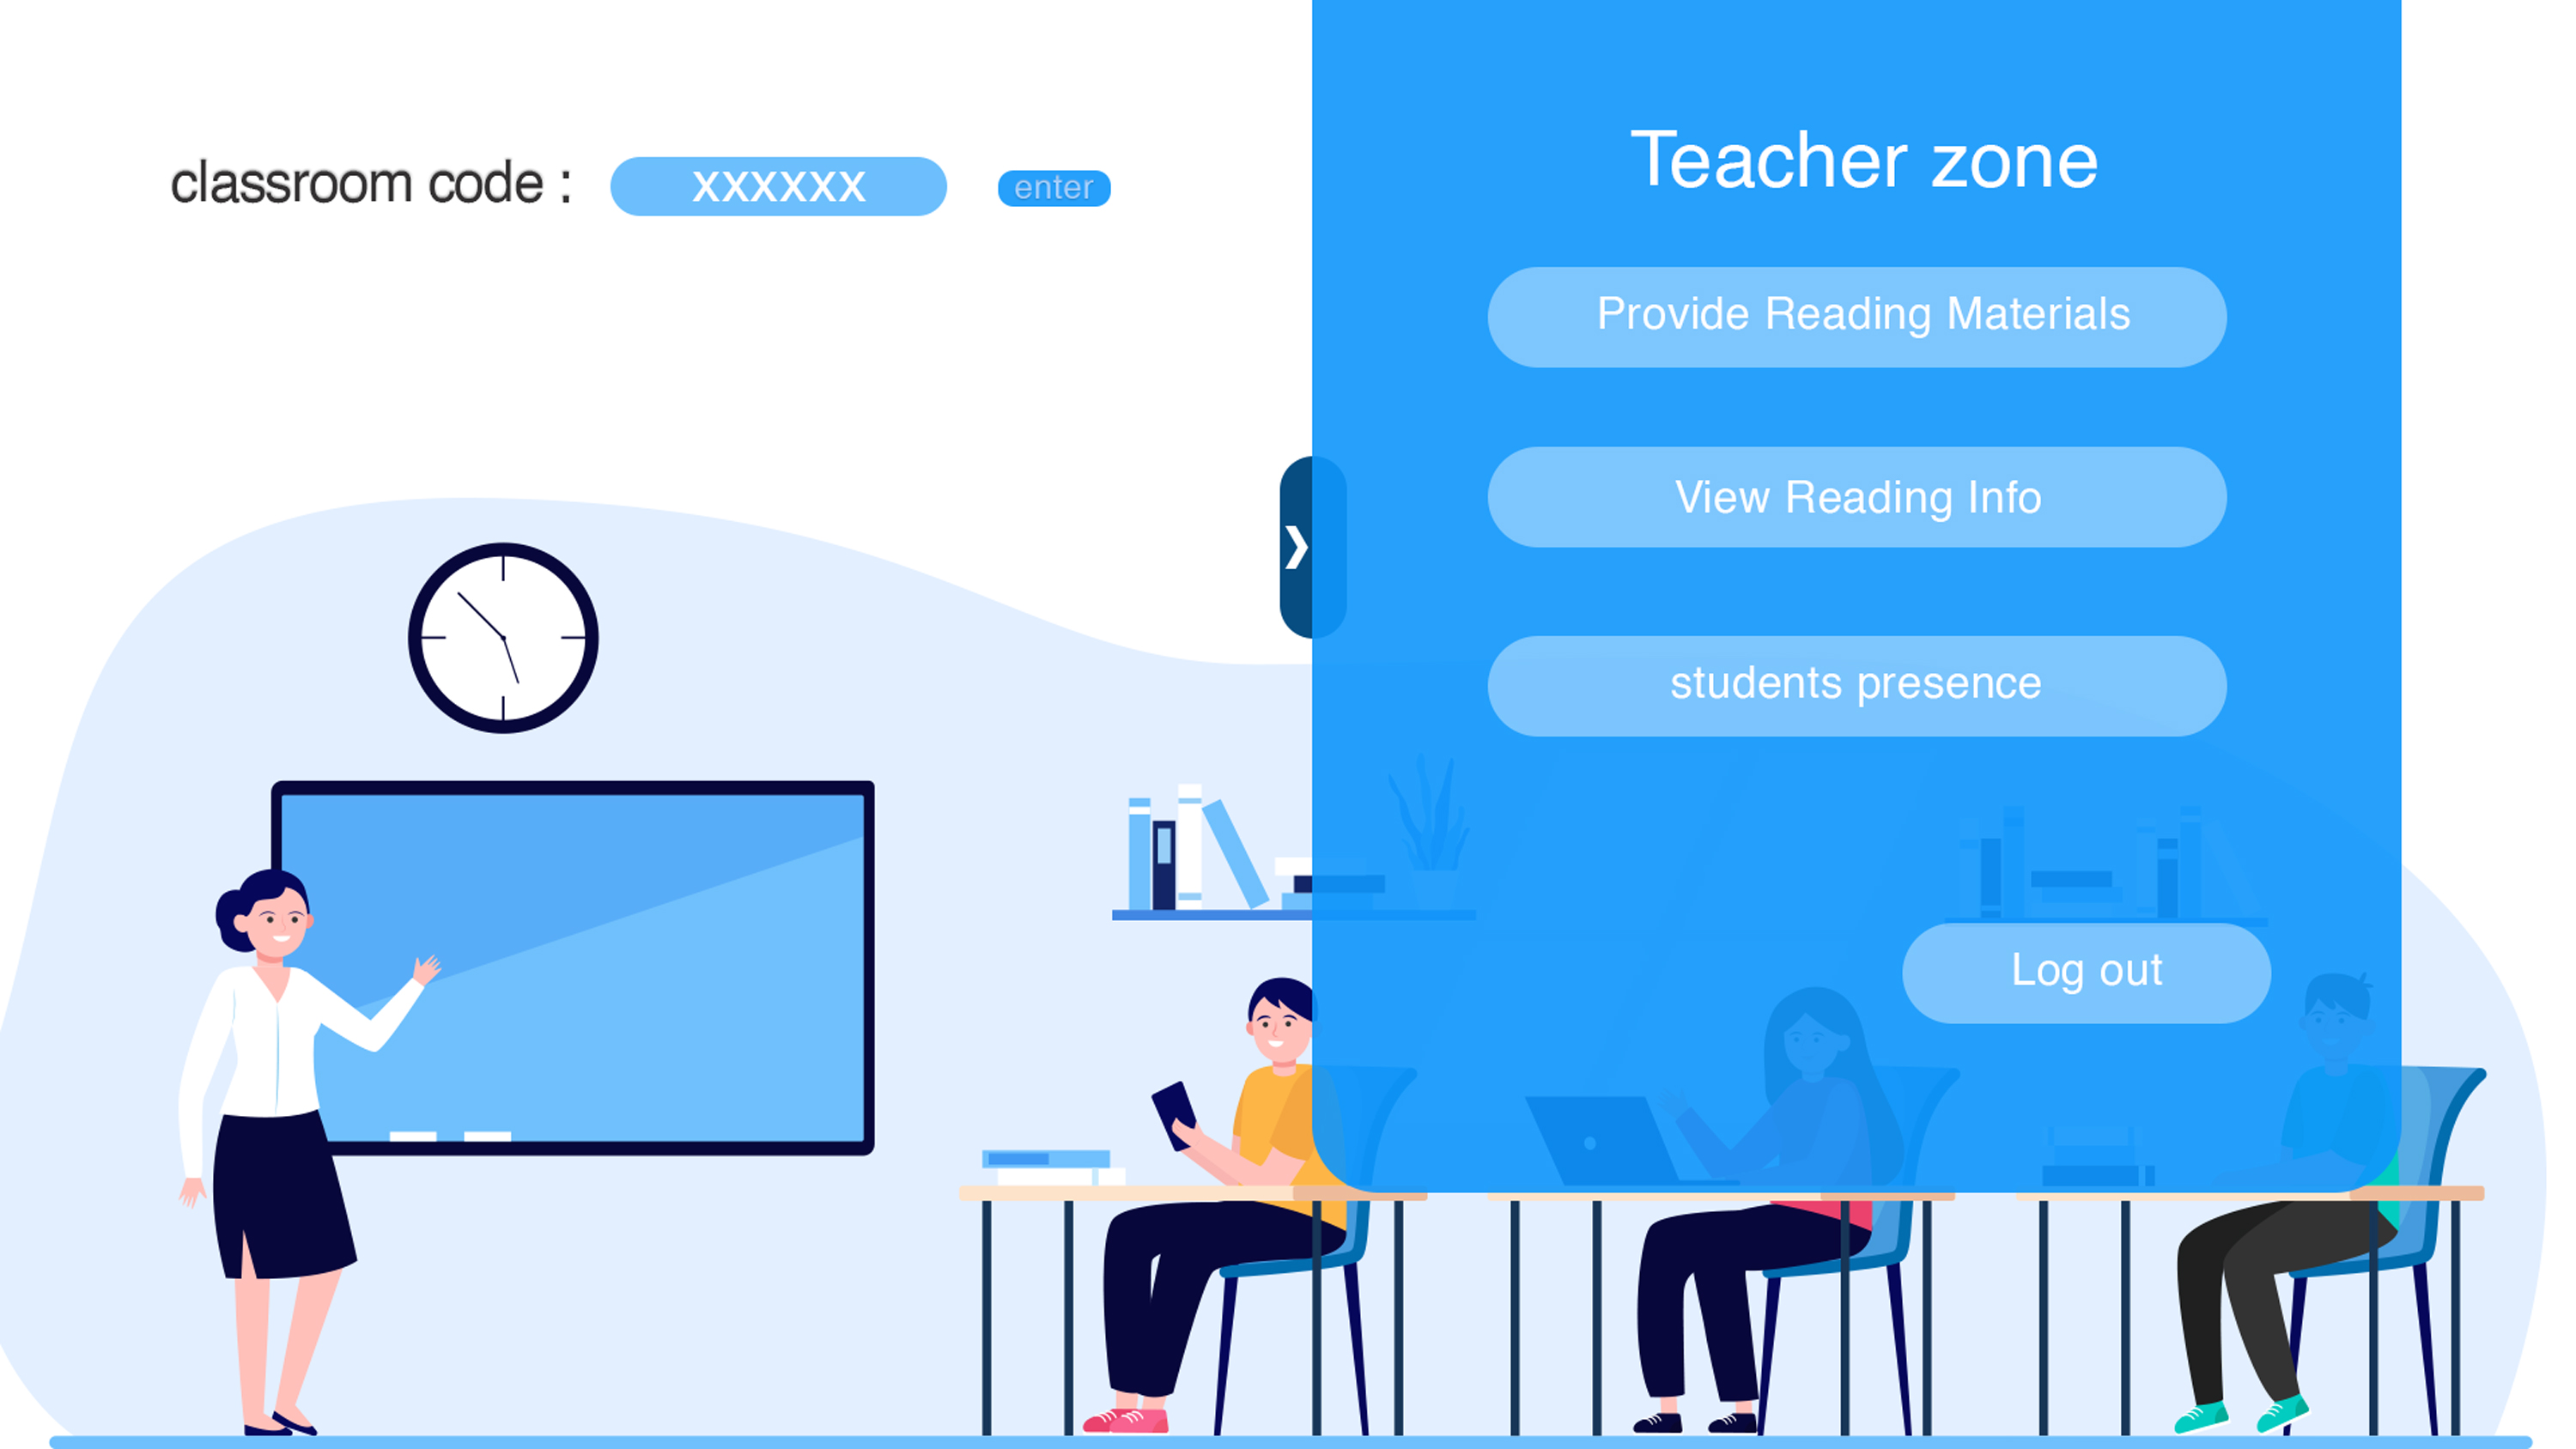 classroom code :
xxxxxx
enter
Teacher zone
Provide Reading Materials
View Reading Info
students presence
Log out